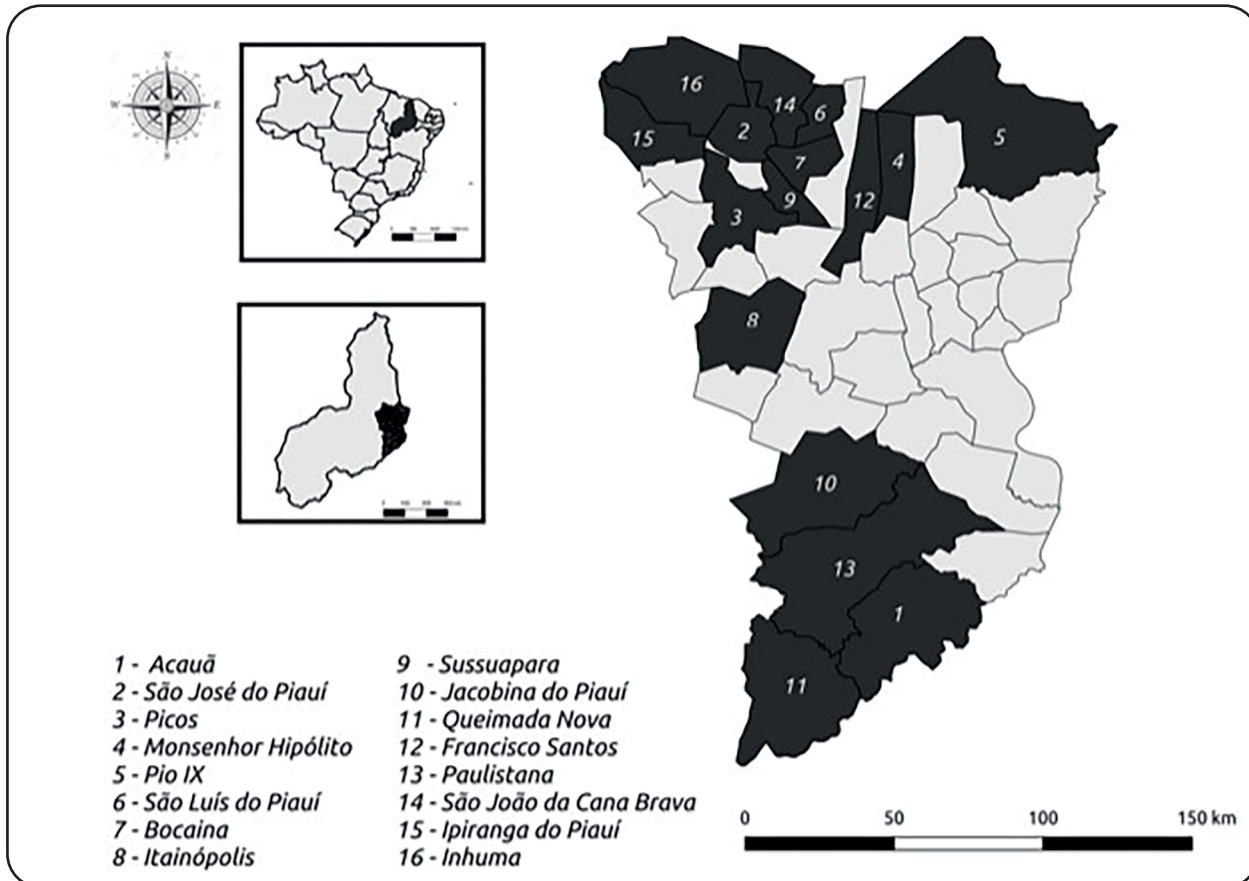 N
W
E
S
16
14
6
5
15
2
7
4
9
12
3
8
10
13
1
11
1 - Acauã
2 - São José do Piauí
3 - Picos
4 - Monsenhor Hipólito
5 - Pio IX
6 - São Luís do Piauí
7 - Bocaina
8 - Itainópolis
9 - Sussuapara
10 - Jacobina do Piauí
11 - Queimada Nova
12 - Francisco Santos
13 - Paulistana
14 - São João da Cana Brava
15 - Ipiranga do Piauí
16 - Inhuma
0 50 100 150 km